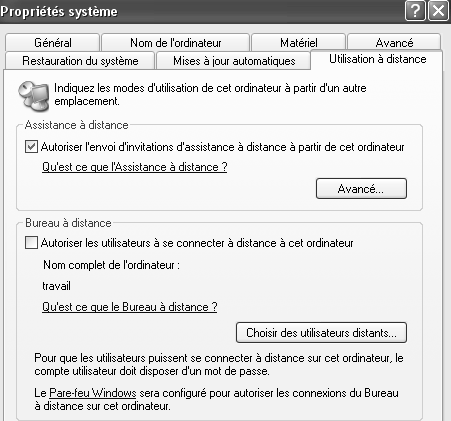 Propriétés système
Général
Nom de l'ordinateur
Matériel
Avancé
Restauration du système
Mises à jour automatiques
Utilisation à distance
Indiquez les modes d'utilisation de cet ordinateur à partir d'un autre
emplacement.
Assistance à distance
Autoriser l'envoi d'invitations d'assistance à distance à partir de cet ordinateur
Qu'est ce que l'Assistance à distance ?
Avancé...
Bureau à distance
Autoriser les utilisateurs à se connecter à distance à cet ordinateur
Nom complet de l'ordinateur :
travail
Qu'est ce que le Bureau à distance ?
Choisir des utilisateurs distants...
Pour que les utilisateurs puissent se connecter à distance sur cet ordinateur, le
compte utilisateur doit disposer d'un mot de passe.
Le Pare-feu Windows sera configuré pour autoriser les connexions du Bureau
à distance sur cet ordinateur.